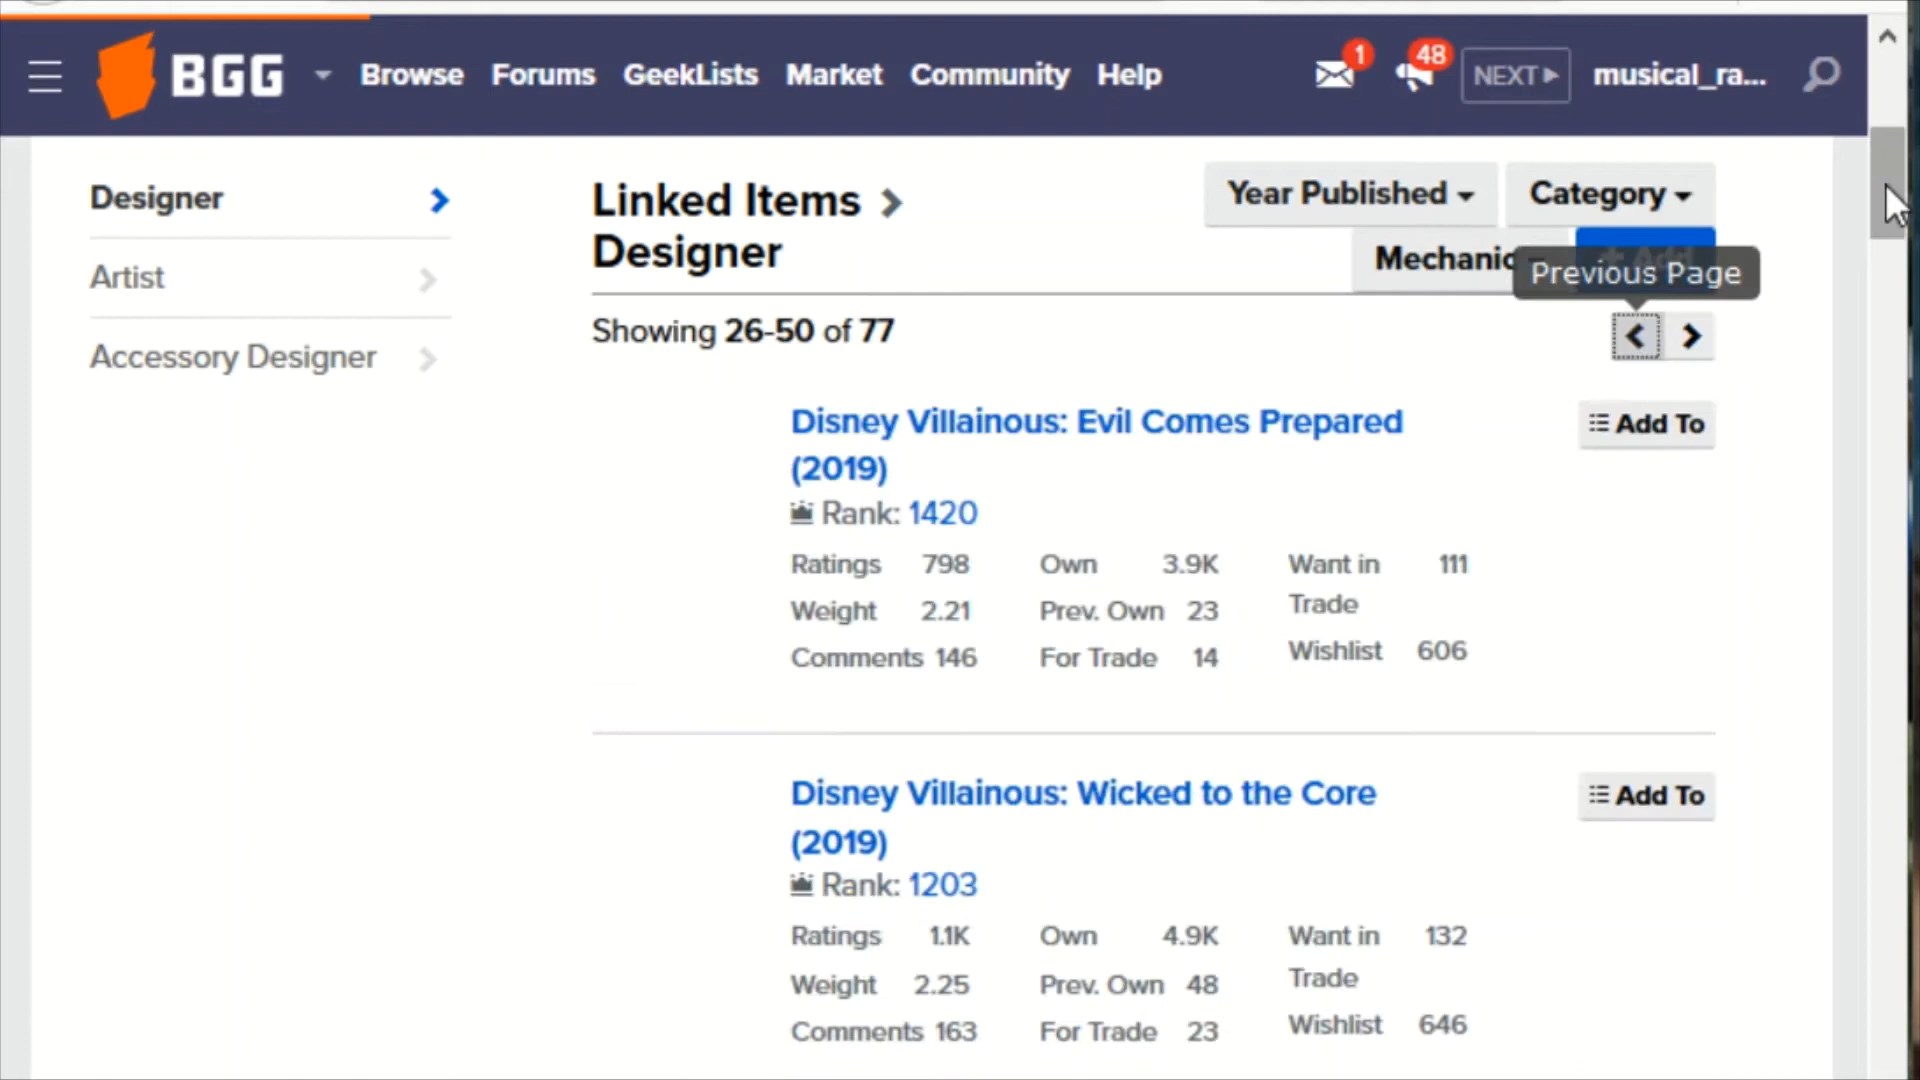 BGG Browse Forums GeekLists Market Community Help 1 48 NEXT▶ musical_ra...
Designer
Artist
Accessory Designer
Linked Items
Designer
Year Published
Category
Mechanic
Previous Page
Showing 26-50 of 77
Disney Villainous: Evil Comes Prepared
(2019)
Add To
Rank: 1420
Ratings 798 Own 3.9K Want in 111
Trade
Weight 2.21 Prev. Own 23
Comments 146 For Trade 14 Wishlist 606
Disney Villainous: Wicked to the Core
(2019)
Add To
Rank: 1203
Ratings 1.1K Own 4.9K Want in 132
Trade
Weight 2.25 Prev. Own 48
Comments 163 For Trade 23 Wishlist 646